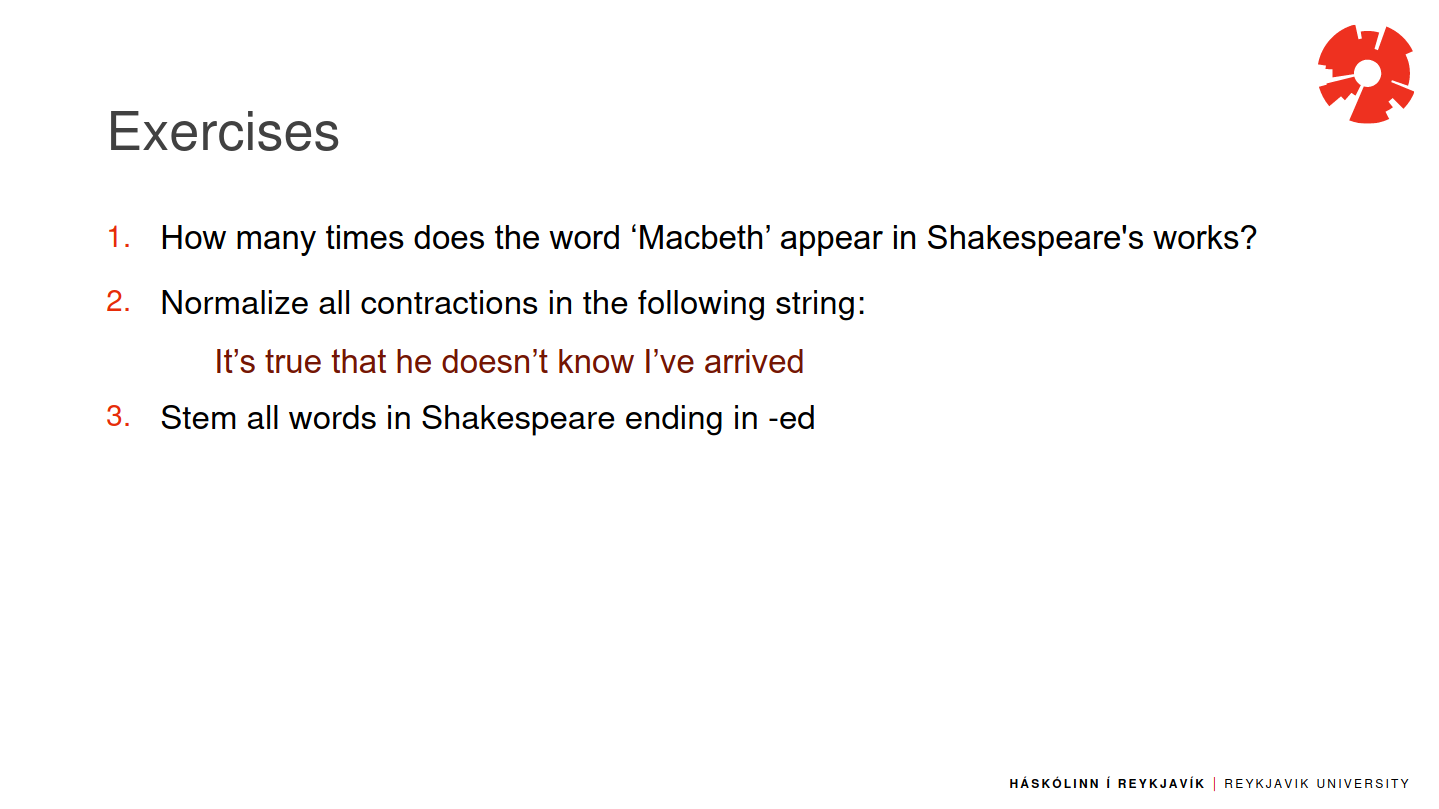 Exercises
1. How many times does the word ‘Macbeth’ appear in Shakespeare's works?
2. Normalize all contractions in the following string:
It’s true that he doesn’t know I’ve arrived
3. Stem all words in Shakespeare ending in -ed
HÁSKÓLINN Í REYKJAVÍK | REYKJAVIK UNIVERSITY